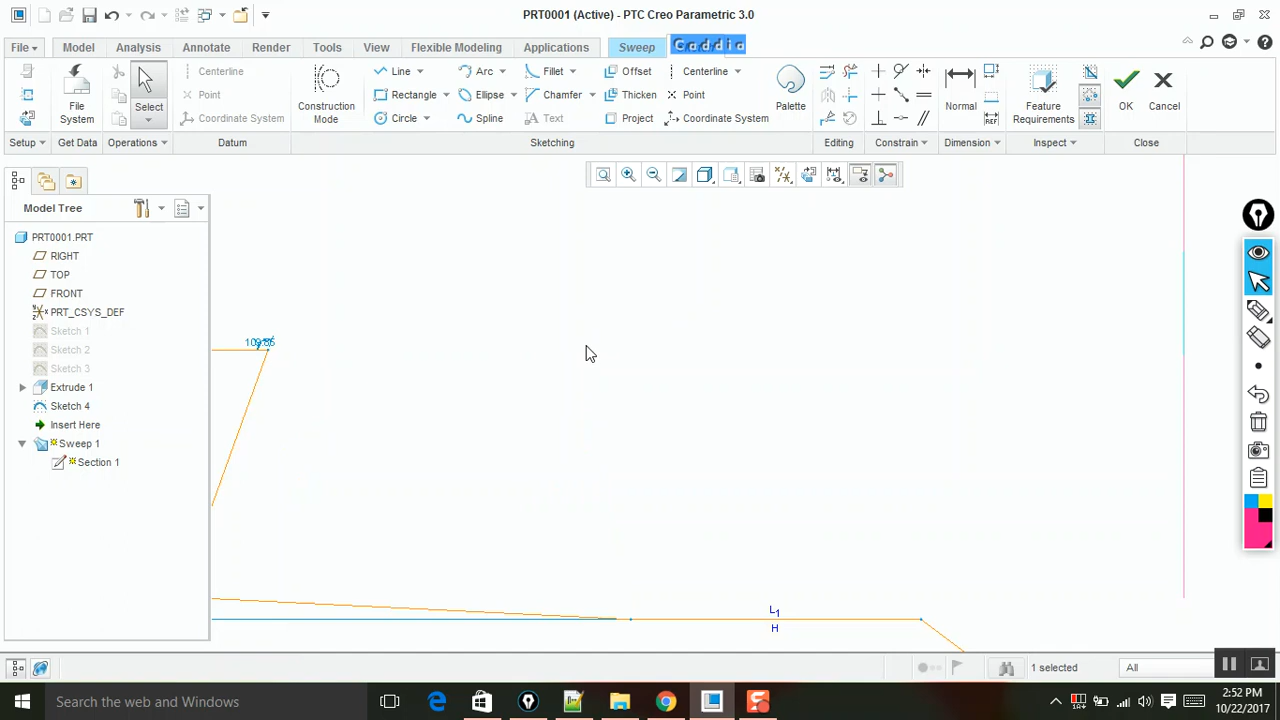 PRT0001 (Active) - PTC Creo Parametric 3.0
File Model Analysis Annotate Render Tools View Flexible Modeling Applications Sweep Caddia
File System
Select
Centerline
Point
Coordinate System
Construction Mode
Line Arc Fillet Offset Centerline
Rectangle Ellipse Chamfer Thicken Point
Circle Spline Text Project Coordinate System
Palette
Normal
Feature Requirements
OK Cancel
Setup Get Data Operations Datum Sketching Editing Constrain Dimension Inspect Close
Model Tree
PRT0001.PRT
RIGHT
TOP
FRONT
PRT_CSYS_DEF
Sketch 1
Sketch 2
Sketch 3
Extrude 1
Sketch 4
Insert Here
Sweep 1
Section 1
L1
H
1 selected All
Search the web and Windows
2:52 PM
10/22/2017